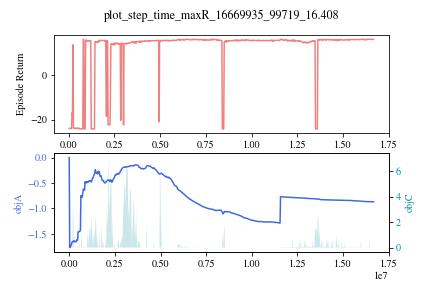 plot_step_time_maxR_16669935_99719_16.408
Episode Return
0
−20
0.00 0.25 0.50 0.75 1.00 1.25 1.50 1.75
objA
0.0
−0.5
−1.0
−1.5
6
4
2
0
objC
0.00 0.25 0.50 0.75 1.00 1.25 1.50 1.75
1e7